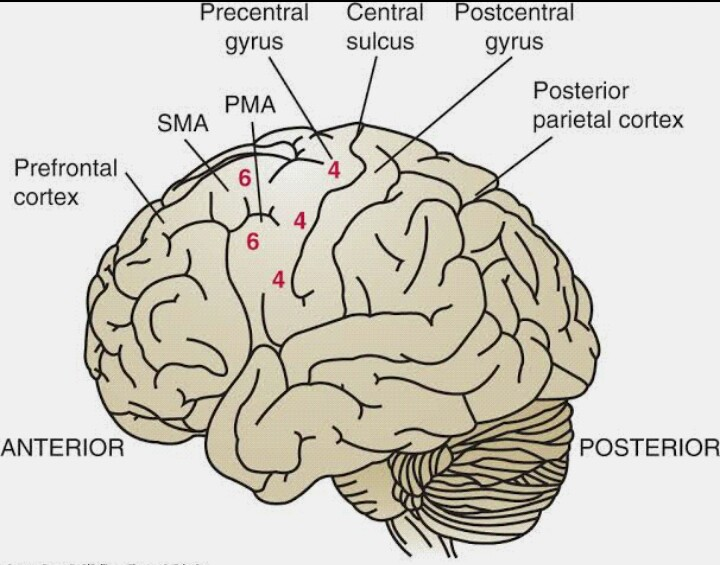 Precentral
gyrus
Central
sulcus
Postcentral
gyrus
PMA
SMA
Posterior
parietal cortex
Prefrontal
cortex
6
4
4
6
4
ANTERIOR
POSTERIOR